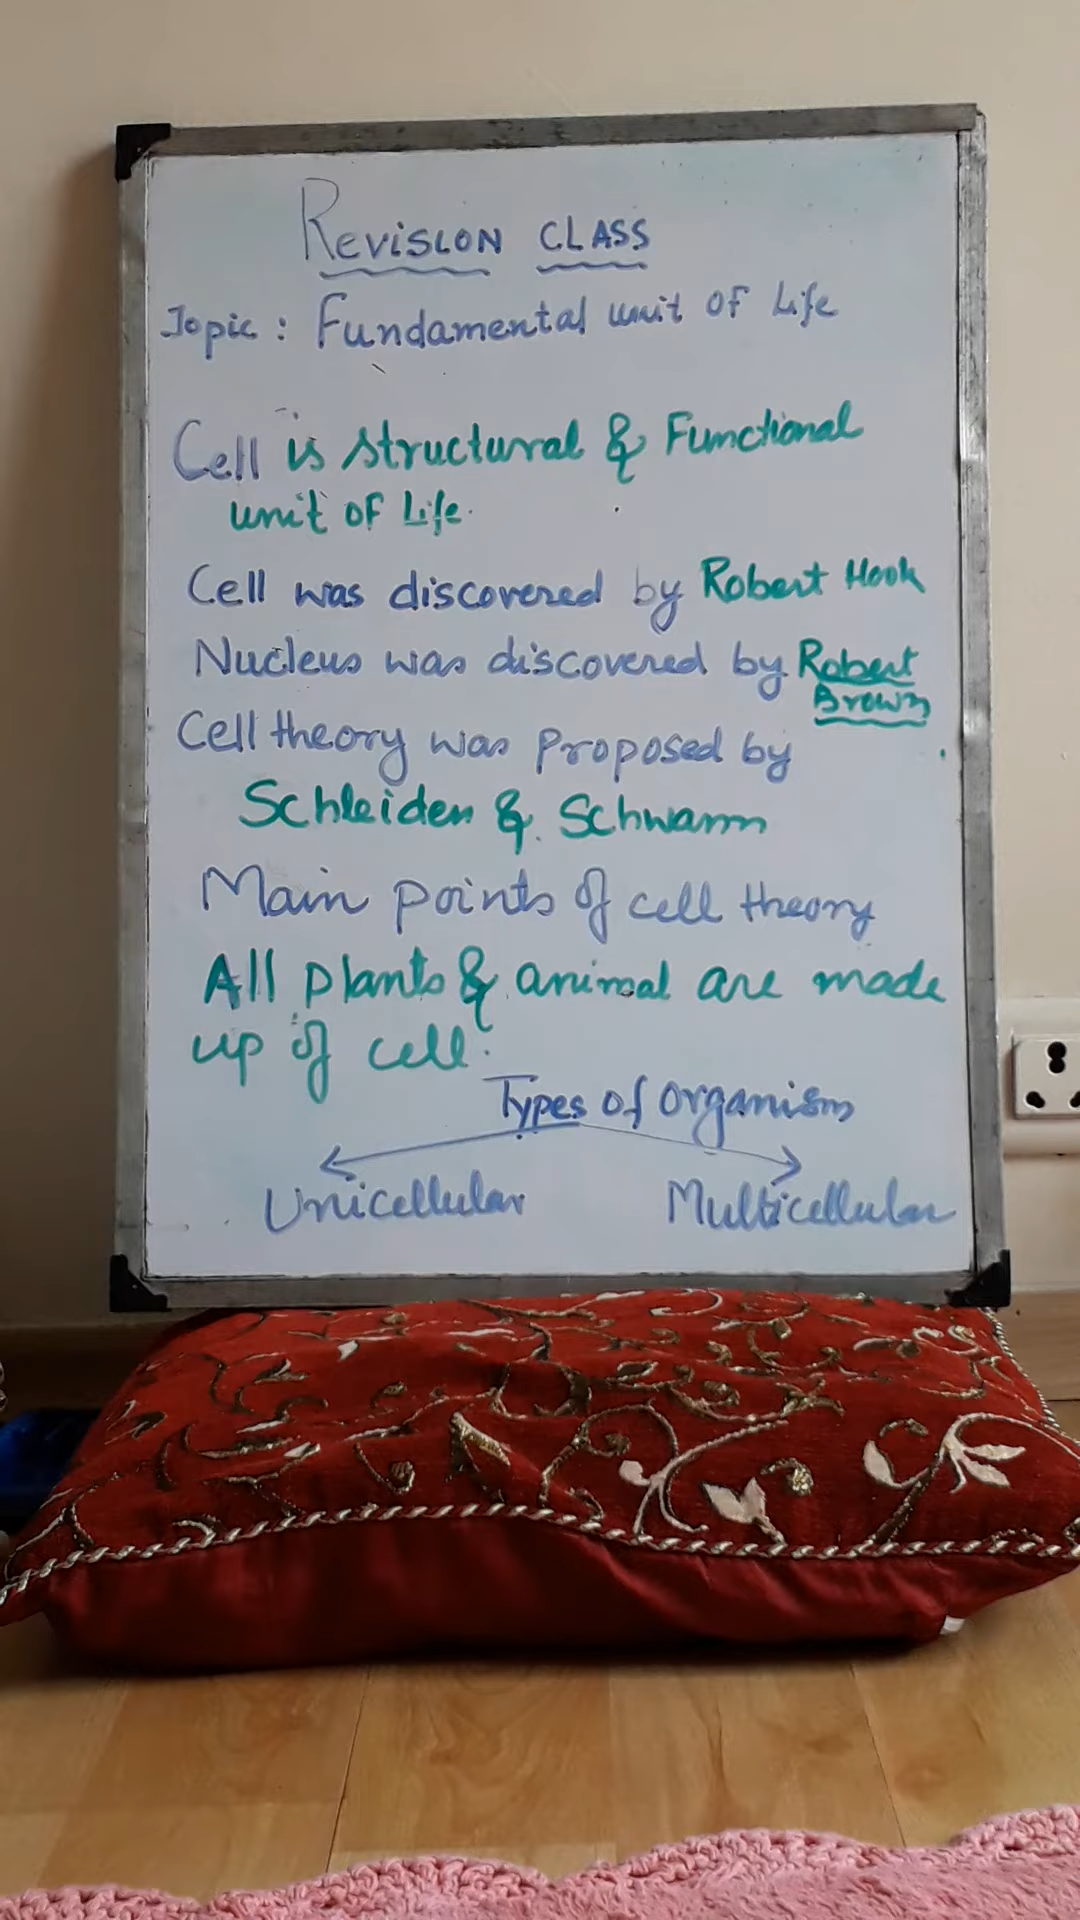 Revision CLASS
Topic: Fundamental unit of Life
Cell is structural & Functional
unit of Life.
Cell was discovered by Robert Hook
Nucleus was discovered by Robert
Brown
Cell theory was proposed by
Schleiden & Schwann
Main points of cell theory
All plants & animal are made
up of cell.
Types of organism
Unicellular Multicellular